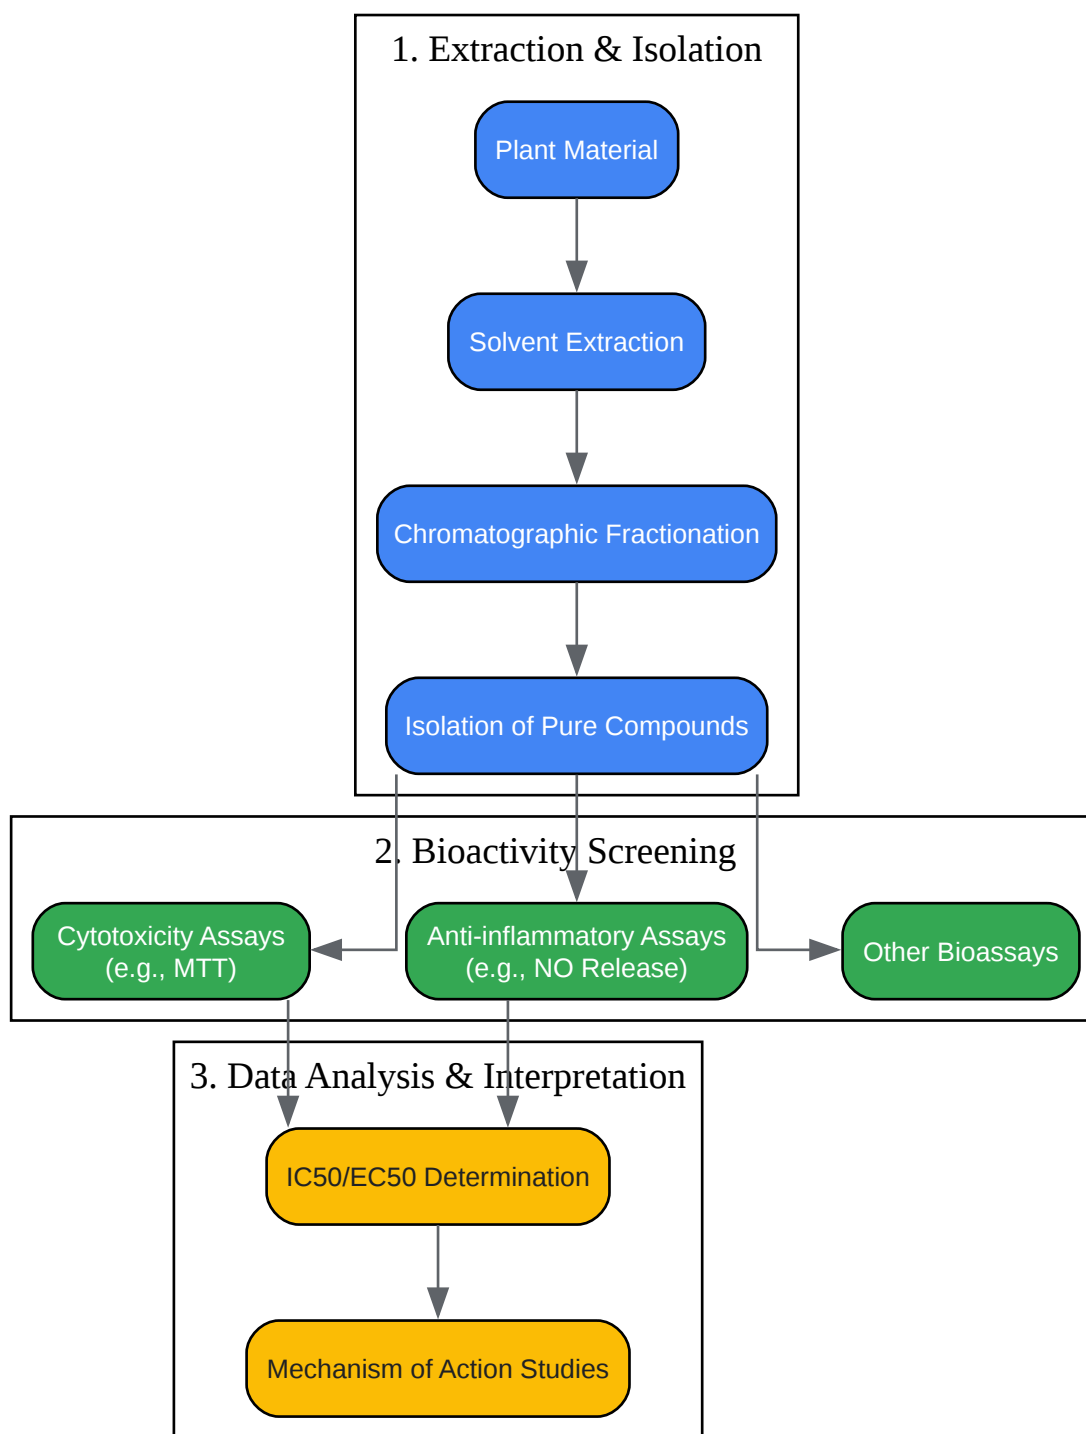 1. Extraction & Isolation
Plant Material
Solvent Extraction
Chromatographic Fractionation
Isolation of Pure Compounds
2. Bioactivity Screening
Cytotoxicity Assays
(e.g., MTT)
Anti-inflammatory Assays
(e.g., NO Release)
Other Bioassays
3. Data Analysis & Interpretation
IC50/EC50 Determination
Mechanism of Action Studies